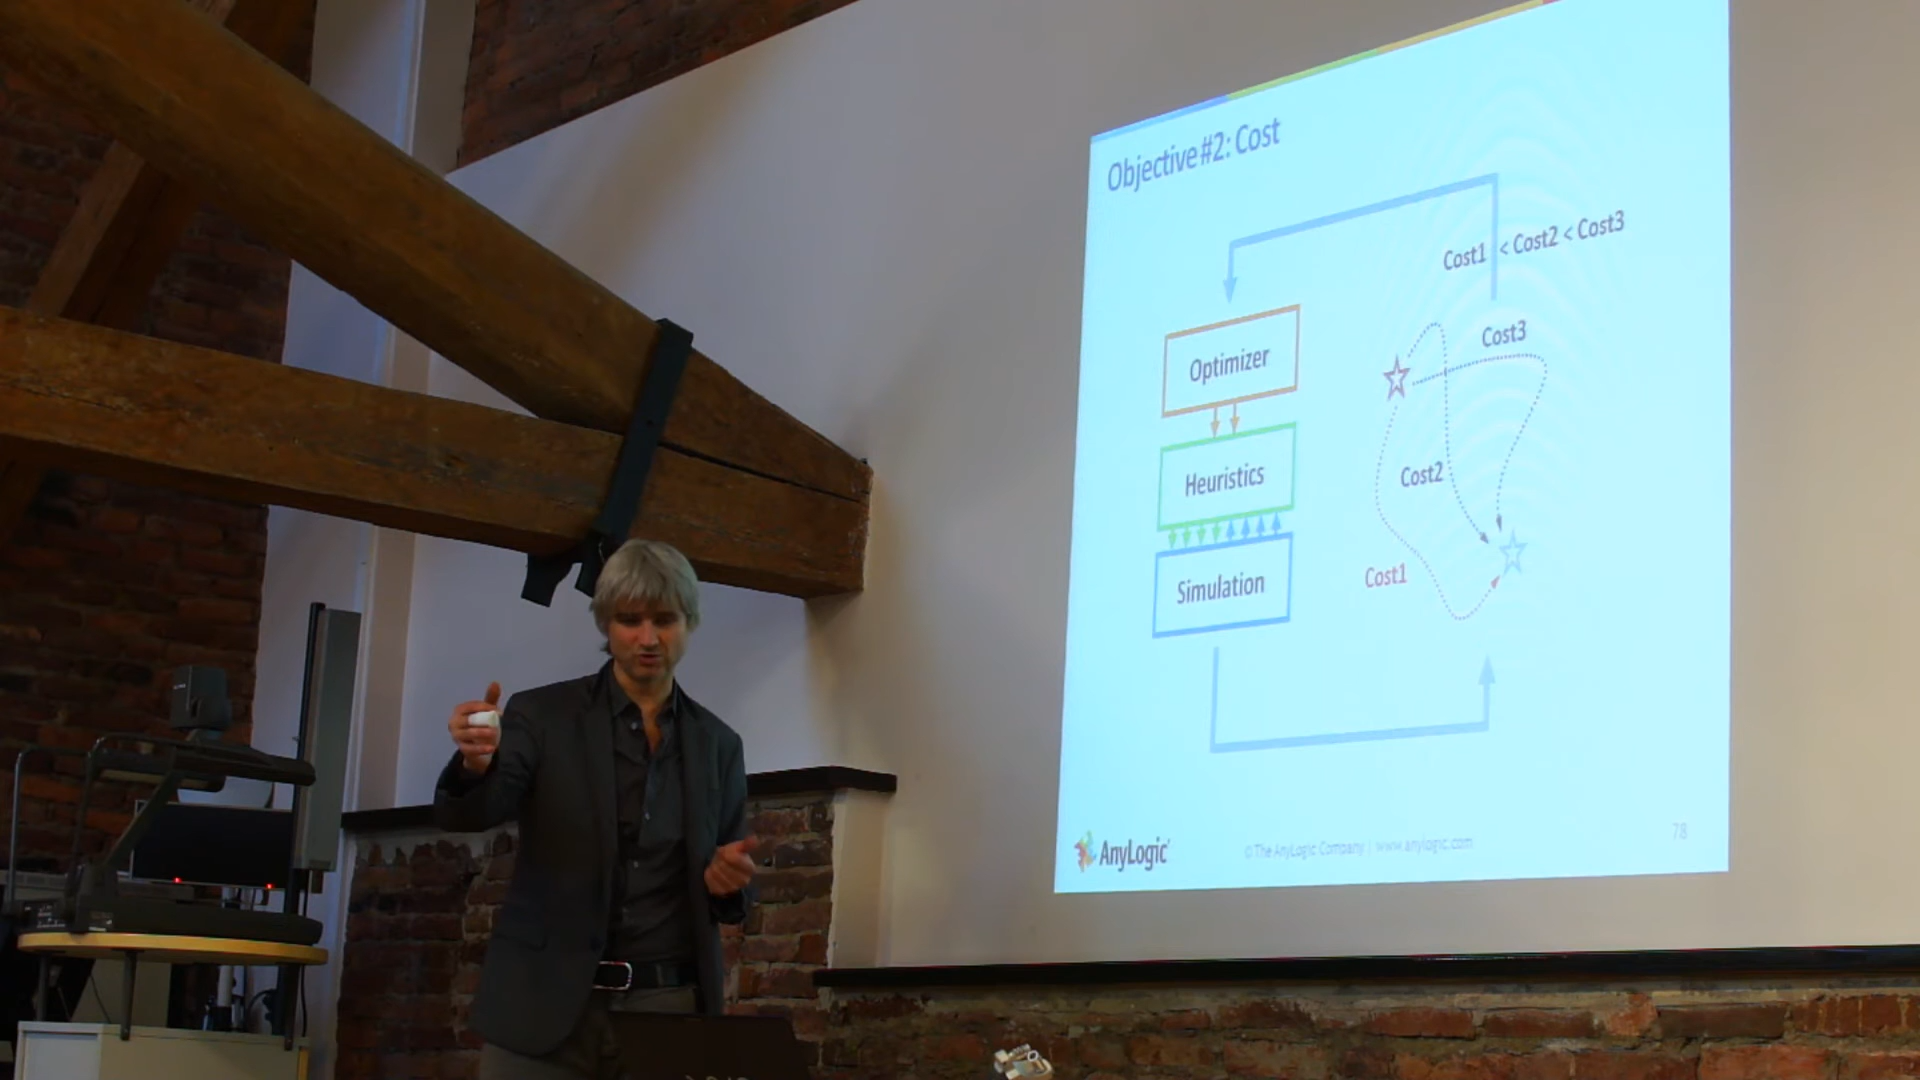 Objective #2: Cost
Cost1 < Cost2 < Cost3
Cost3
Optimizer
Heuristics
Cost2
Simulation
Cost1
AnyLogic
© The AnyLogic Company | www.anylogic.com
78